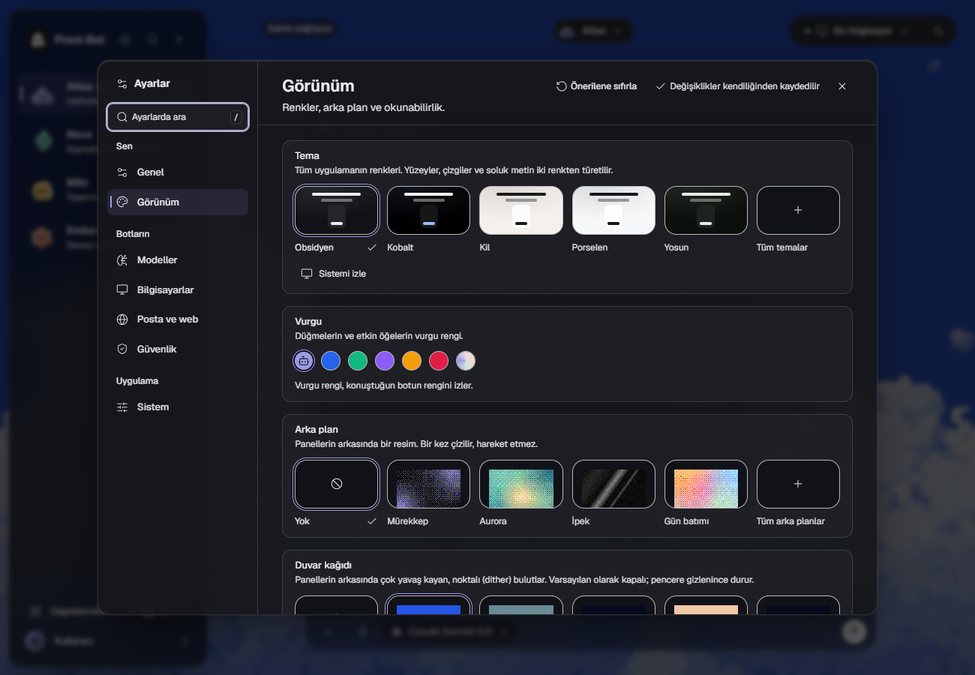 Praxi-Bot
Atlas
Bu bilgisayar
Ayarlar
Ayarlarda ara
/
Sen
Genel
Görünüm
Botların
Modeller
Bilgisayarlar
Posta ve web
Güvenlik
Uygulama
Sistem
Görünüm
Renkler, arka plan ve okunabilirlik.
Önerilene sıfırla
Değişiklikler kendiliğinden kaydedilir
Tema
Tüm uygulamanın renkleri. Yüzeyler, çizgiler ve soluk metin iki renkten türetilir.
Obsidyen
Kobalt
Kil
Porselen
Yosun
Tüm temalar
Sistemi izle
Vurgu
Düğmelerin ve etkin öğelerin vurgu rengi.
Vurgu rengi, konuştuğun botun rengini izler.
Arka plan
Panellerin arkasında bir resim. Bir kez çizilir, hareket etmez.
Yok
Mürekkep
Aurora
İpek
Gün batımı
Tüm arka planlar
Duvar kağıdı
Panellerin arkasında çok yavaş kayan, noktalı (dither) bulutlar. Varsayılan olarak kapalı; pencere gizlenince durur.